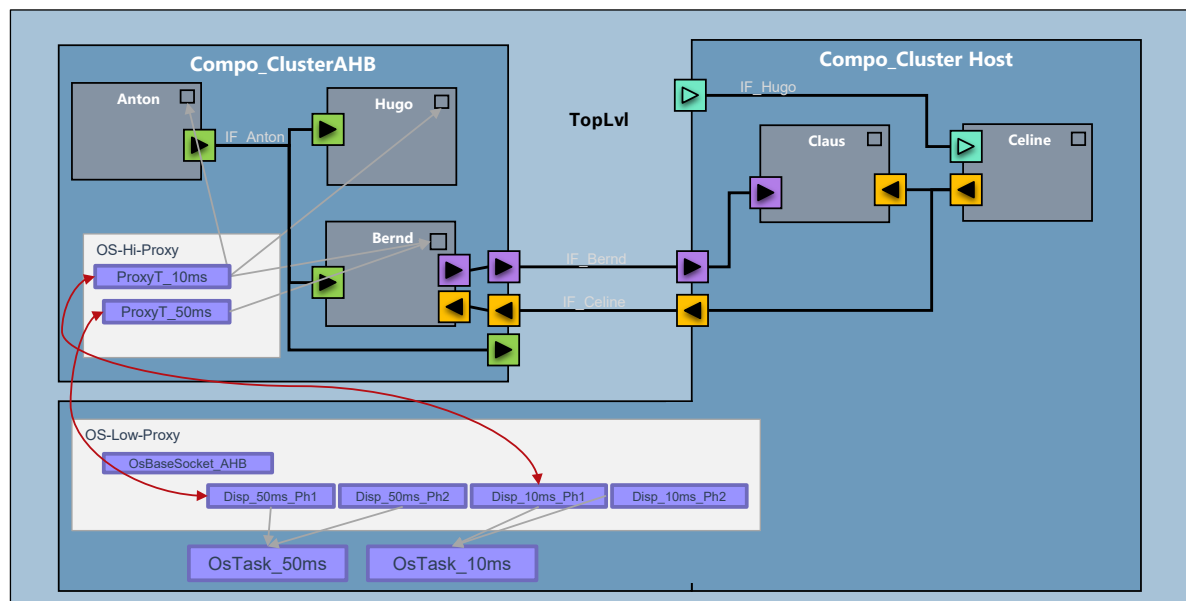 Compo_ClusterAHB
Anton
Hugo
IF_Anton
Bernd
OS-Hi-Proxy
ProxyT_10ms
ProxyT_50ms
TopLvl
IF_Bernd
IF_Celine
Compo_Cluster Host
IF_Hugo
Claus
Celine
OS-Low-Proxy
OsBaseSocket_AHB
Disp_50ms_Ph1
Disp_50ms_Ph2
Disp_10ms_Ph1
Disp_10ms_Ph2
OsTask_50ms
OsTask_10ms